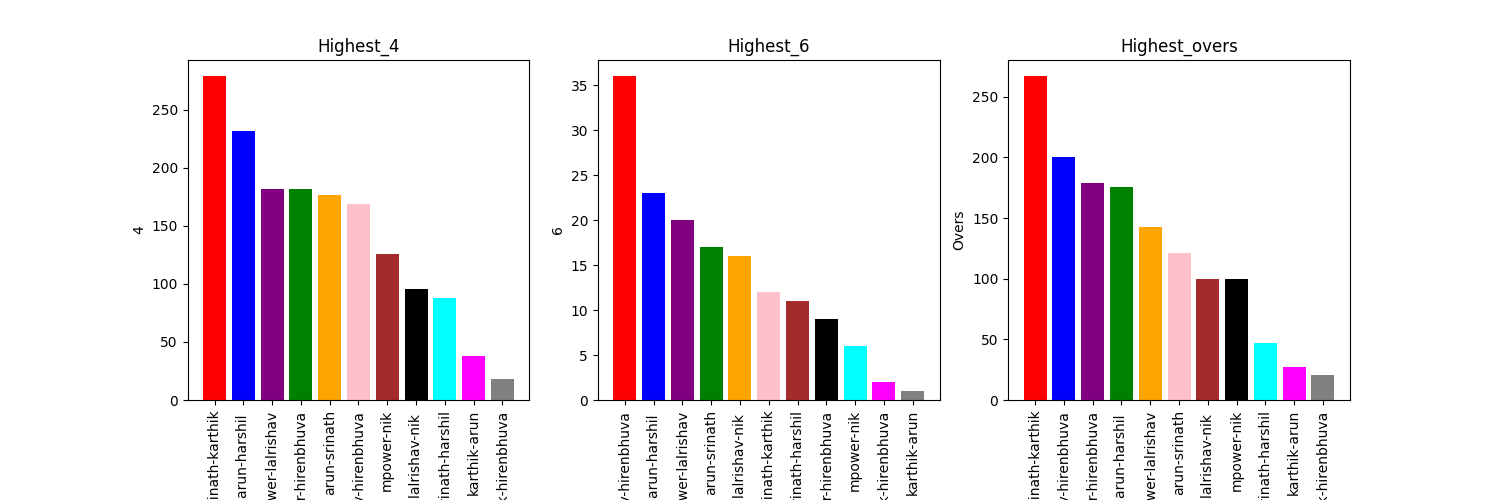 Highest_4
4
250
200
150
100
50
0
inath-karthik
arun-harshil
wer-lalrishav
r-hirenbhuva
arun-srinath
v-hirenbhuva
mpower-nik
lalrishav-nik
inath-harshil
karthik-arun
k-hirenbhuva
Highest_6
6
35
30
25
20
15
10
5
0
v-hirenbhuva
arun-harshil
wer-lalrishav
arun-srinath
lalrishav-nik
inath-karthik
inath-harshil
r-hirenbhuva
mpower-nik
k-hirenbhuva
karthik-arun
Highest_overs
Overs
250
200
150
100
50
0
inath-karthik
v-hirenbhuva
r-hirenbhuva
arun-harshil
wer-lalrishav
arun-srinath
lalrishav-nik
mpower-nik
inath-harshil
karthik-arun
k-hirenbhuva